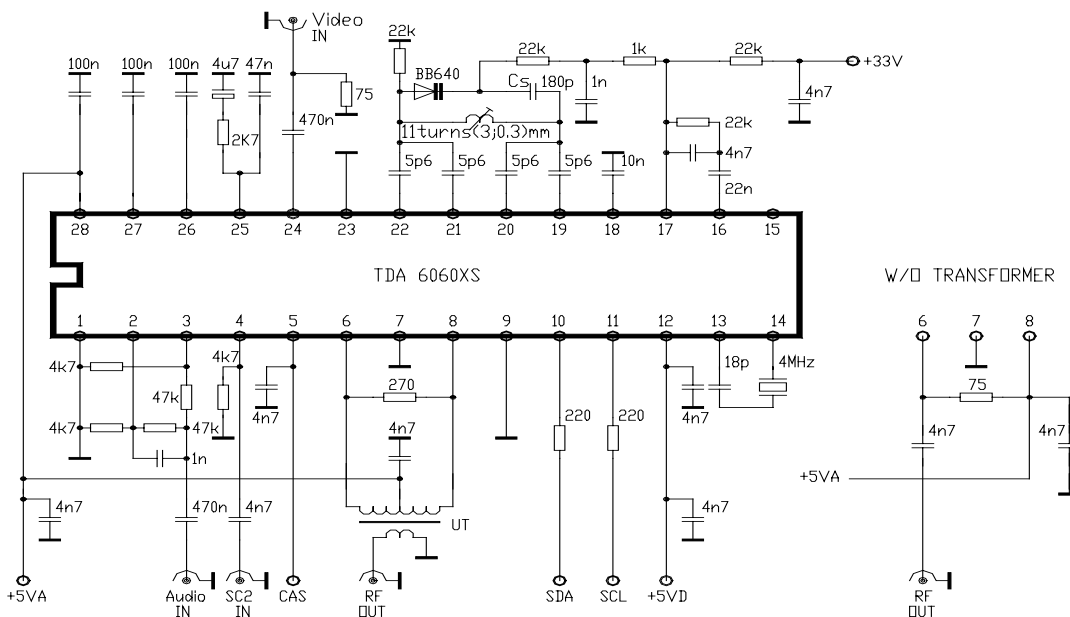 Video
IN
100n 100n 100n 4u7 47n
22k
22k 1k 22k
+33V
BB640
Cs 180p 1n
75
4n7
2K7
470n
11turns(3;0.3)mm
22k
4n7
5p6 5p6 5p6 5p6 10n
22n
28 27 26 25 24 23 22 21 20 19 18 17 16 15
TDA 6060XS
W/O TRANSFORMER
1 2 3 4 5 6 7 8 9 10 11 12 13 14
6 7 8
4k7
4k7
18p
4MHz
47k
4n7
270
4n7
75
4k7
47k
4n7
220 220
4n7 4n7
1n
+5VA
4n7
470n
4n7
UT
4n7
+5VA
Audio
IN
SC2
IN
CAS
RF
OUT
SDA
SCL
+5VD
RF
OUT